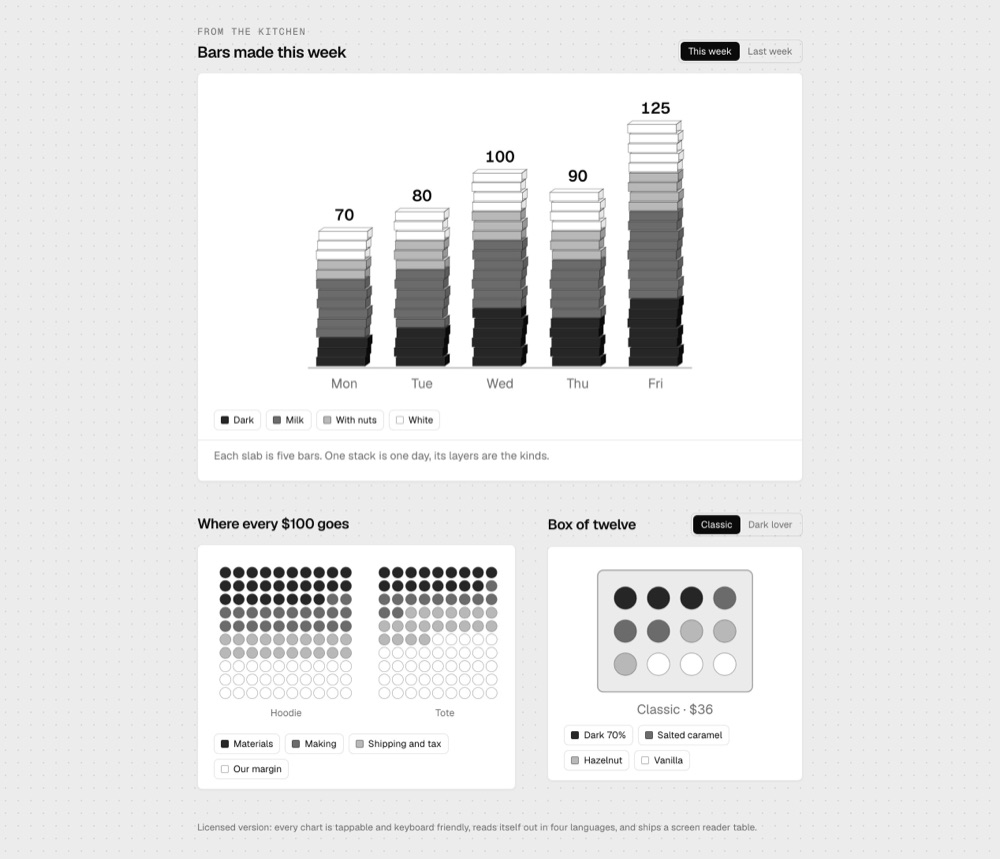 FROM THE KITCHEN
Bars made this week
This week Last week
125
100
90
80
70
Mon Tue Wed Thu Fri
Dark Milk With nuts White
Each slab is five bars. One stack is one day, its layers are the kinds.
Where every $100 goes
Hoodie Tote
Materials Making Shipping and tax
Our margin
Box of twelve
Classic Dark lover
Classic · $36
Dark 70% Salted caramel
Hazelnut Vanilla
Licensed version: every chart is tappable and keyboard friendly, reads itself out in four languages, and ships a screen reader table.